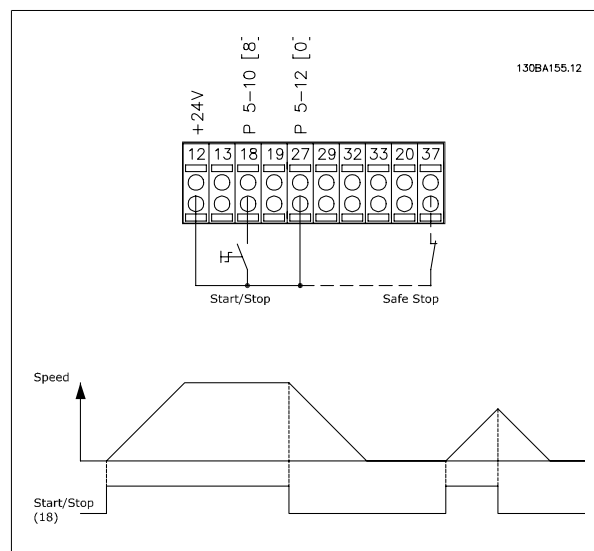 130BA155.12
+24V
P 5-10 [8]
P 5-12 [0]
12 13 18 19 27 29 32 33 20 37
Start/Stop
Safe Stop
Speed
Start/Stop
(18)